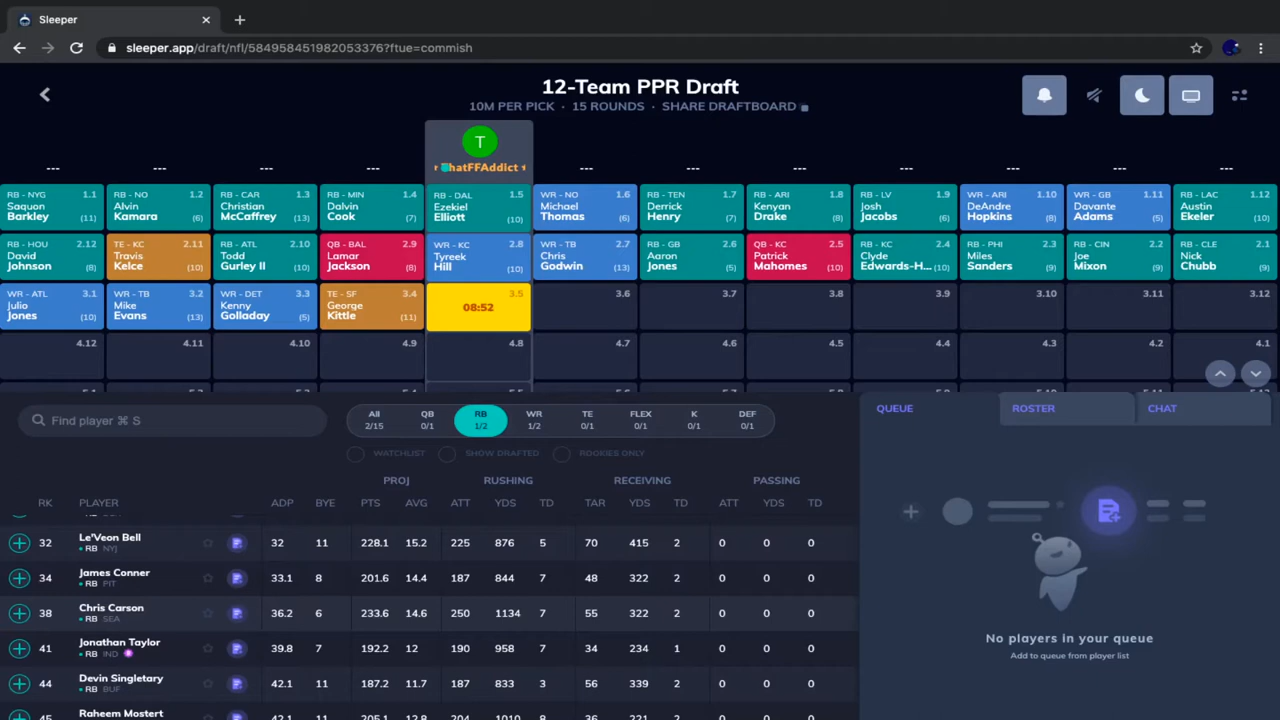 Sleeper
sleeper.app/draft/nfl/584958451982053376?ftue=commish
12-Team PPR Draft
10M PER PICK · 15 ROUNDS · SHARE DRAFTBOARD
T
hatFFAddict
--- --- --- --- --- --- --- --- --- --- ---
RB - NYG 1.1 RB - NO 1.2 RB - CAR 1.3 RB - MIN 1.4 RB - DAL 1.5 WR - NO 1.6 RB - TEN 1.7 RB - ARI 1.8 RB - LV 1.9 WR - ARI 1.10 WR - GB 1.11 RB - LAC 1.12
Saquon Alvin Christian Dalvin Ezekiel Michael Derrick Kenyan Josh DeAndre Davante Austin
Barkley (11) Kamara (6) McCaffrey (13) Cook (7) Elliott (10) Thomas (6) Henry (7) Drake (8) Jacobs (6) Hopkins (8) Adams (5) Ekeler (10)
RB - HOU 2.12 TE - KC 2.11 RB - ATL 2.10 QB - BAL 2.9 WR - KC 2.8 WR - TB 2.7 RB - GB 2.6 QB - KC 2.5 RB - KC 2.4 RB - PHI 2.3 RB - CIN 2.2 RB - CLE 2.1
David Travis Todd Lamar Tyreek Chris Aaron Patrick Clyde Miles Joe Nick
Johnson (8) Kelce (10) Gurley II (10) Jackson (8) Hill (10) Godwin (13) Jones (5) Mahomes (10) Edwards-H... (10) Sanders (9) Mixon (9) Chubb (9)
WR - ATL 3.1 WR - TB 3.2 WR - DET 3.3 TE - SF 3.4 3.5 3.6 3.7 3.8 3.9 3.10 3.11 3.12
Julio Mike Kenny George 08:52
Jones (10) Evans (13) Golladay (5) Kittle (11)
4.12 4.11 4.10 4.9 4.8 4.7 4.6 4.5 4.4 4.3 4.2 4.1
Find player ⌘ S
All QB RB WR TE FLEX K DEF
2/15 0/1 1/2 1/2 0/1 0/1 0/1 0/1
WATCHLIST SHOW DRAFTED ROOKIES ONLY
PROJ RUSHING RECEIVING PASSING
RK PLAYER ADP BYE PTS AVG ATT YDS TD TAR YDS TD ATT YDS TD
32 Le'Veon Bell 32 11 228.1 15.2 225 876 5 70 415 2 0 0 0
RB NYJ
34 James Conner 33.1 8 201.6 14.4 187 844 7 48 322 2 0 0 0
RB PIT
38 Chris Carson 36.2 6 233.6 14.6 250 1134 7 55 322 2 0 0 0
RB SEA
41 Jonathan Taylor 39.8 7 192.2 12 190 958 7 34 234 1 0 0 0
RB IND
44 Devin Singletary 42.1 11 187.2 11.7 187 833 3 56 339 2 0 0 0
RB BUF
45 Raheem Mostert 42.1 11 205.1 12.8 204 1010 8 36 221 2 0 0 0
QUEUE ROSTER CHAT
No players in your queue
Add to queue from player list